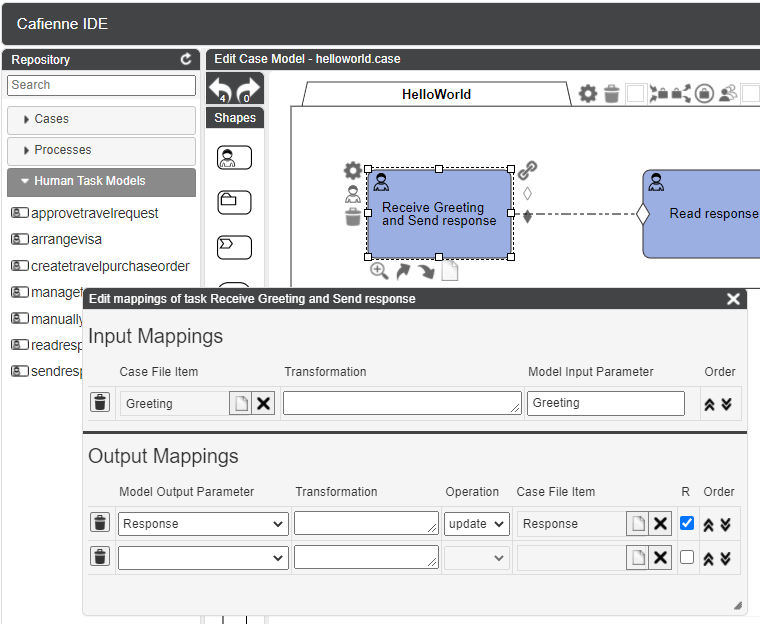 Cafienne IDE
Repository
Edit Case Model - helloworld.case
Search
4
0
Cases
Shapes
Processes
Human Task Models
HelloWorld
approvetravelrequest
arrangevisa
createtravelpurchaseorder
Receive Greeting
and Send response
Read response
managet
manually
readresp
sendresp
Edit mappings of task Receive Greeting and Send response
Input Mappings
Case File Item Transformation Model Input Parameter Order
Greeting Greeting
Output Mappings
Model Output Parameter Transformation Operation Case File Item R Order
Response update Response